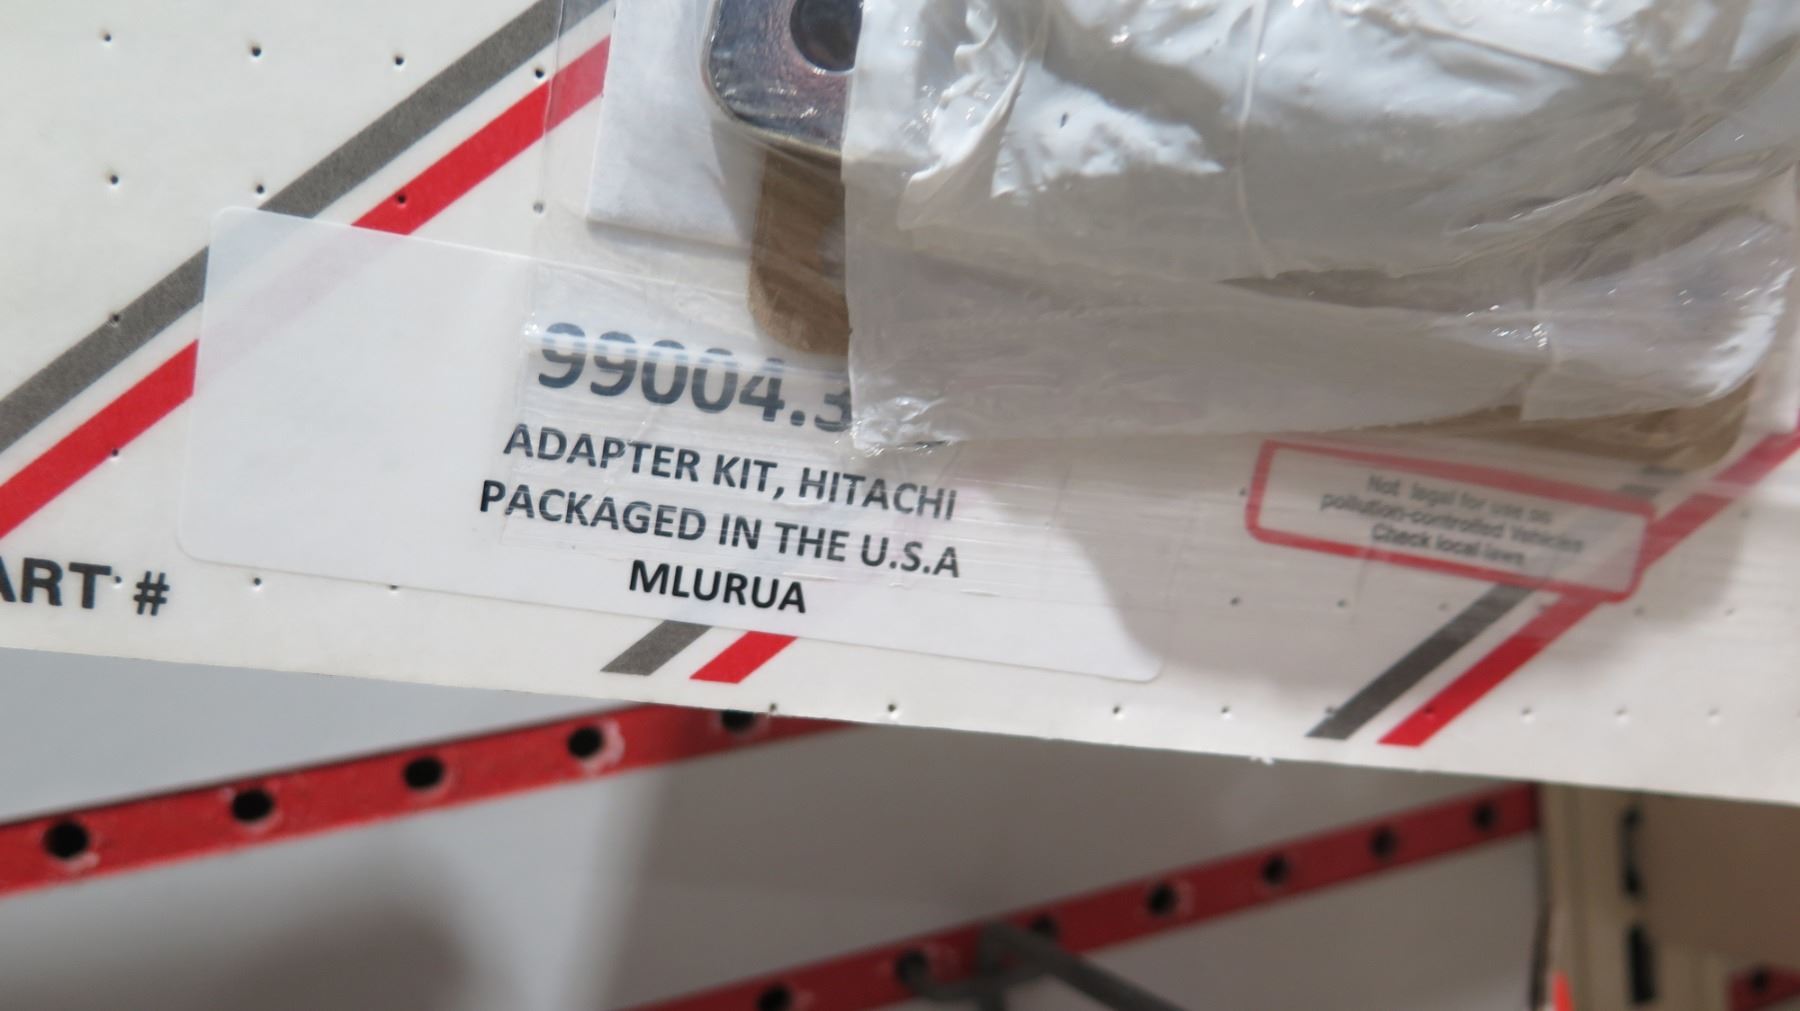 99004.3
ADAPTER KIT, HITACHI
PACKAGED IN THE U.S.A
MLURUA
ART #
Not legal for use on
pollution-controlled Vehicles
Check local laws